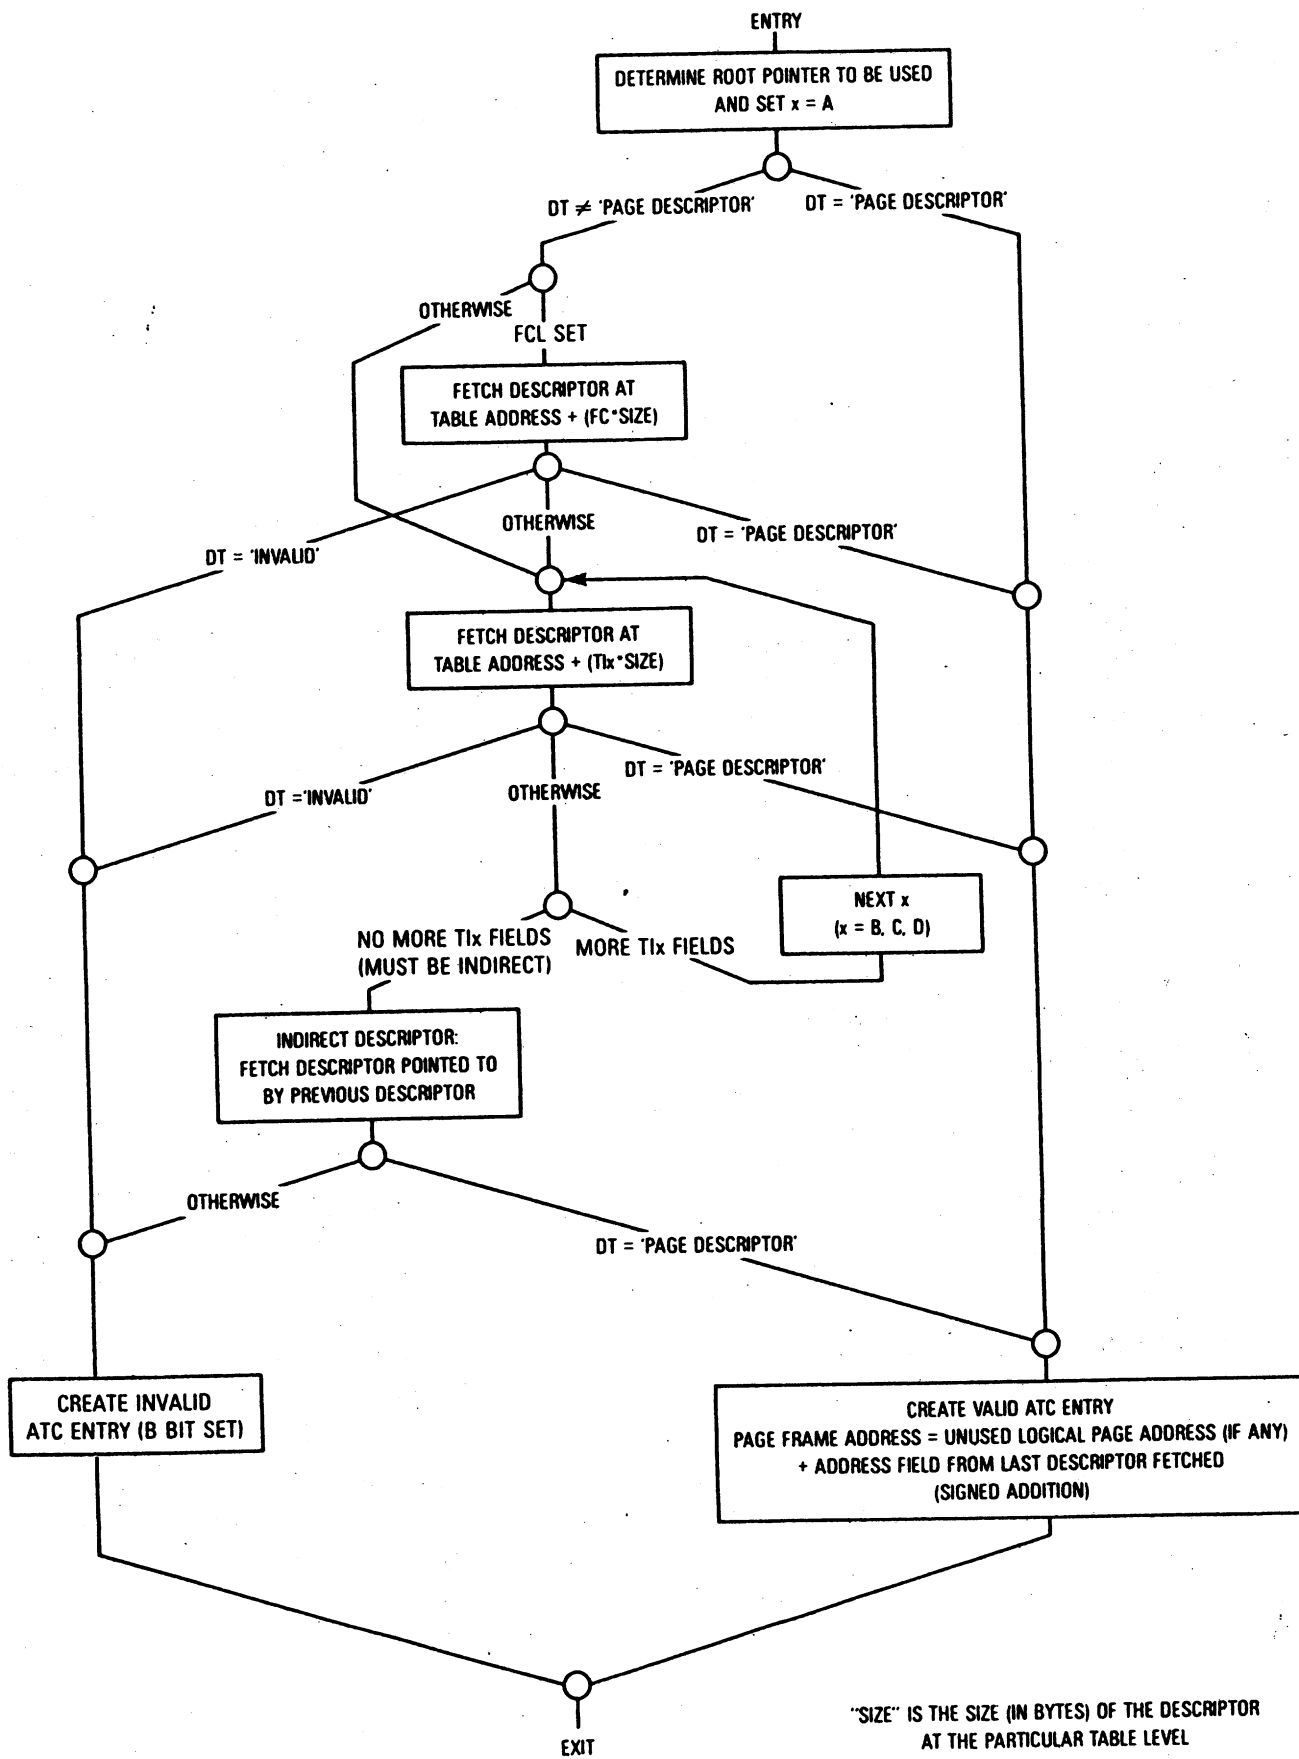 ENTRY
DETERMINE ROOT POINTER TO BE USED
AND SET x = A
DT ≠ 'PAGE DESCRIPTOR'
DT = 'PAGE DESCRIPTOR'
OTHERWISE
FCL SET
FETCH DESCRIPTOR AT
TABLE ADDRESS + (FC*SIZE)
OTHERWISE
DT = 'PAGE DESCRIPTOR'
DT = 'INVALID'
FETCH DESCRIPTOR AT
TABLE ADDRESS + (TIx*SIZE)
DT = 'PAGE DESCRIPTOR'
DT ='INVALID'
OTHERWISE
NEXT x
(x = B, C, D)
NO MORE TIx FIELDS
(MUST BE INDIRECT)
MORE TIx FIELDS
INDIRECT DESCRIPTOR:
FETCH DESCRIPTOR POINTED TO
BY PREVIOUS DESCRIPTOR
OTHERWISE
DT = 'PAGE DESCRIPTOR'
CREATE INVALID
ATC ENTRY (B BIT SET)
CREATE VALID ATC ENTRY
PAGE FRAME ADDRESS = UNUSED LOGICAL PAGE ADDRESS (IF ANY)
+ ADDRESS FIELD FROM LAST DESCRIPTOR FETCHED
(SIGNED ADDITION)
EXIT
"SIZE" IS THE SIZE (IN BYTES) OF THE DESCRIPTOR
AT THE PARTICULAR TABLE LEVEL